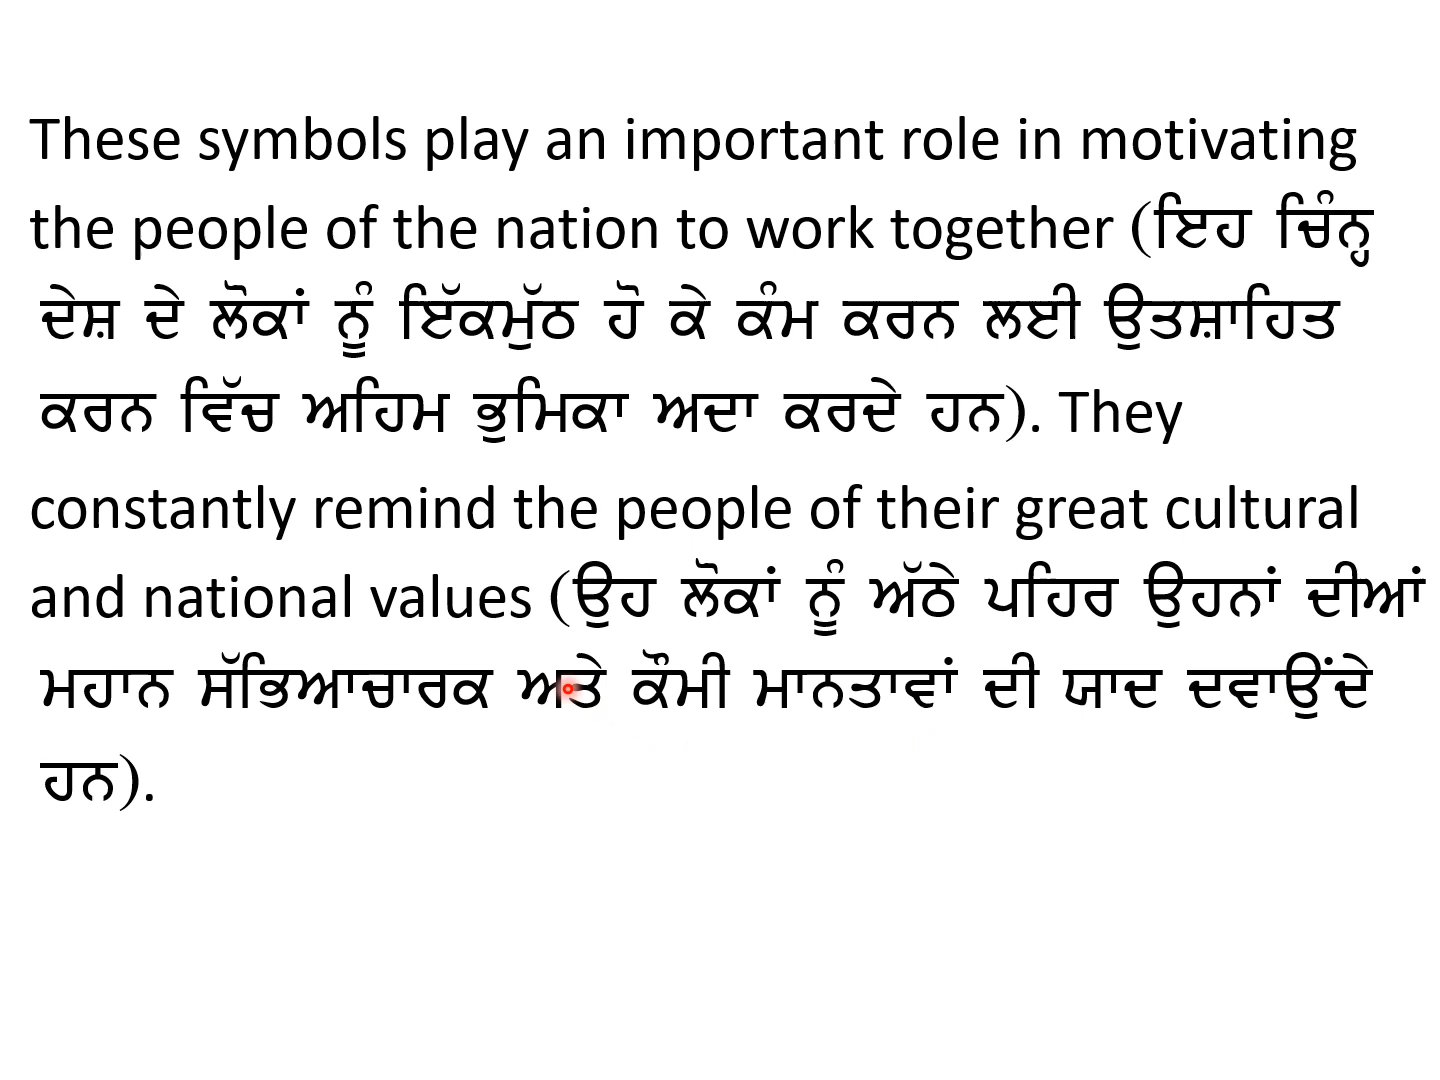 These symbols play an important role in motivating
the people of the nation to work together (ਇਹ ਚਿੰਨ੍ਹ
ਦੇਸ਼ ਦੇ ਲੋਕਾਂ ਨੂੰ ਇੱਕਮੁੱਠ ਹੋ ਕੇ ਕੰਮ ਕਰਨ ਲਈ ਉਤਸ਼ਾਹਿਤ
ਕਰਨ ਵਿੱਚ ਅਹਿਮ ਭੁਮਿਕਾ ਅਦਾ ਕਰਦੇ ਹਨ). They
constantly remind the people of their great cultural
and national values (ਉਹ ਲੋਕਾਂ ਨੂੰ ਅੱਠੇ ਪਹਿਰ ਉਹਨਾਂ ਦੀਆਂ
ਮਹਾਨ ਸੱਭਿਆਚਾਰਕ ਅਤੇ ਕੌਮੀ ਮਾਨਤਾਵਾਂ ਦੀ ਯਾਦ ਦਵਾਉਂਦੇ
ਹਨ).